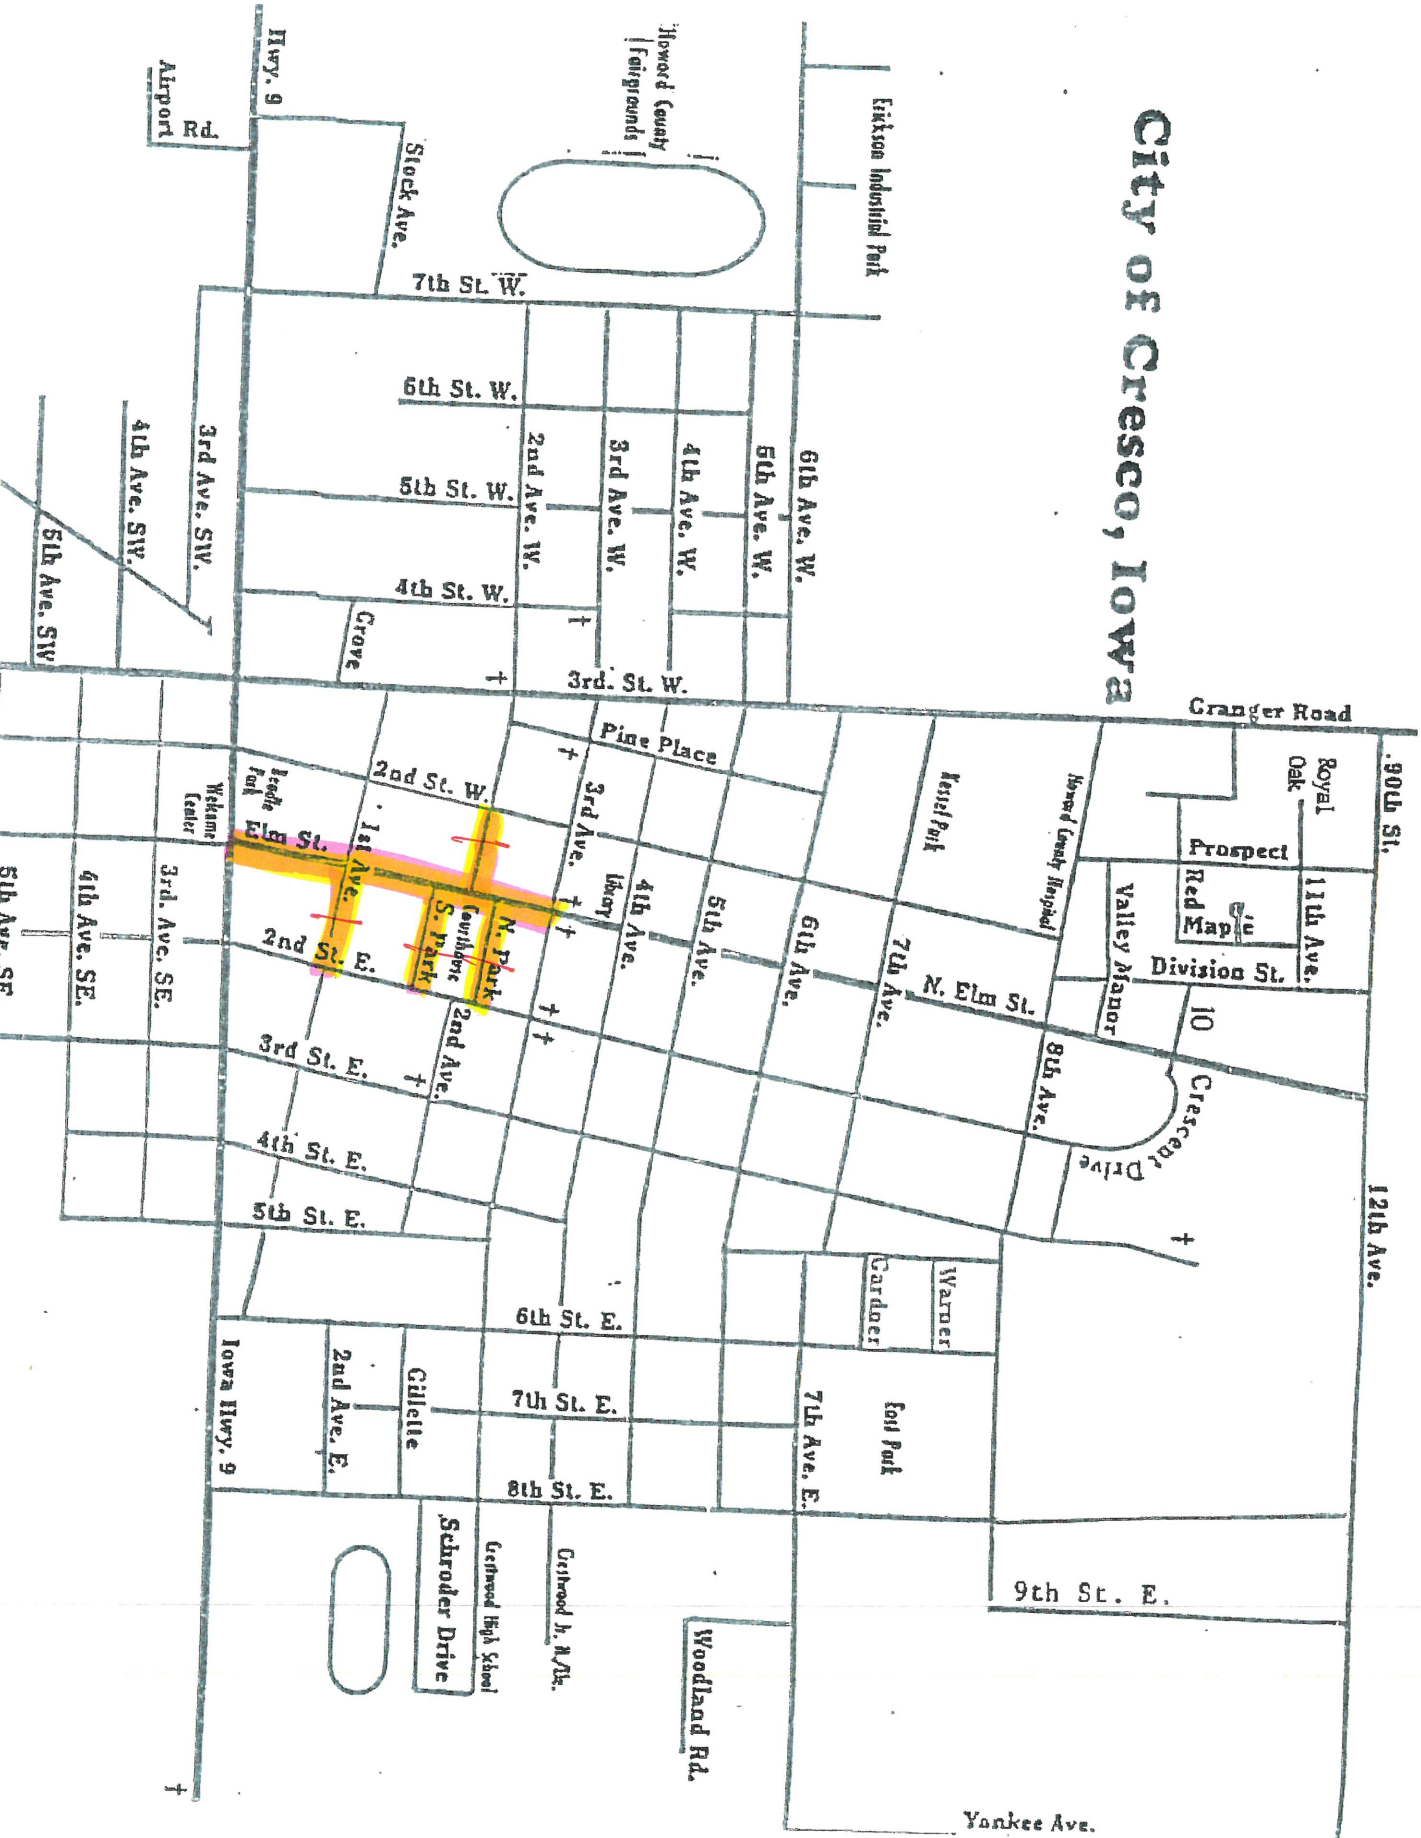 City of Cresco, Iowa
Erickson Industrial Park
Howard County
Fairgrounds
Hwy. 9
Airport Rd.
Stock Ave.
7th St. W.
6th St. W.
5th St. W.
4th St. W.
2nd Ave. W.
3rd Ave. W.
4th Ave. W.
5th Ave. W.
6th Ave. W.
3rd Ave. SW.
4th Ave. SW.
5th Ave. SW
3rd. St. W.
Granger Road
Royal
Oak
.90th St.
Pine Place
2nd St. W.
Beadle
Park
Welcome
Center
Elm St.
1st Ave.
3rd Ave.
Library
4th Ave.
5th Ave.
6th Ave.
7th Ave.
Kessel Park
Howard County Hospital
Prospect
Red
Maple
11th Ave.
Valley Manor
Division St.
10
N. Elm St.
N. Park
Courthouse
S. Park
2nd St. E.
2nd Ave.
3rd. Ave. SE.
4th Ave. SE.
5th Ave. SE
3rd St. E.
4th St. E.
5th St. E.
8th Ave.
Crescent Drive
12th Ave.
Gardner
Warner
6th St. E.
7th St. E.
8th St. E.
Iowa Hwy. 9
2nd Ave. E.
Gillette
7th Ave. E.
East Park
Schroder Drive
Crestwood High School
Woodland Rd.
9th St. E.
Yankee Ave.